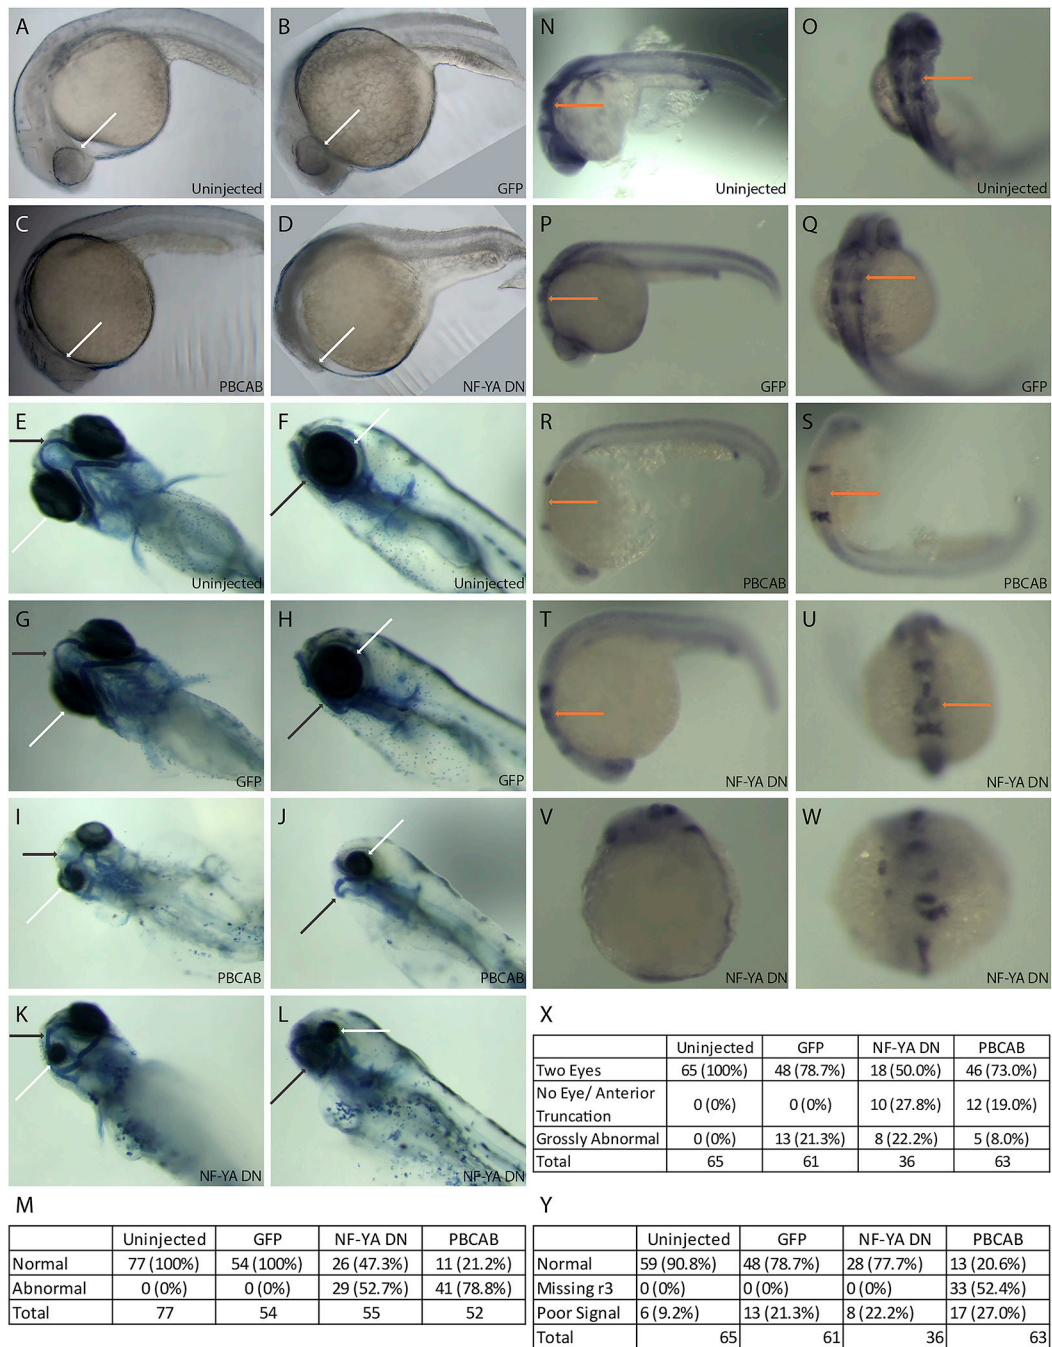 A
Uninjected
B
GFP
N
Uninjected
O
Uninjected
C
PBCAB
D
NF-YA DN
P
GFP
Q
GFP
E
Uninjected
F
Uninjected
R
PBCAB
S
PBCAB
G
GFP
H
GFP
T
NF-YA DN
U
NF-YA DN
I
PBCAB
J
PBCAB
V
NF-YA DN
W
NF-YA DN
K
NF-YA DN
L
NF-YA DN
X
Uninjected GFP NF-YA DN PBCAB
Two Eyes 65 (100%) 48 (78.7%) 18 (50.0%) 46 (73.0%)
No Eye/ Anterior
Truncation 0 (0%) 0 (0%) 10 (27.8%) 12 (19.0%)
Grossly Abnormal 0 (0%) 13 (21.3%) 8 (22.2%) 5 (8.0%)
Total 65 61 36 63
M
Uninjected GFP NF-YA DN PBCAB
Normal 77 (100%) 54 (100%) 26 (47.3%) 11 (21.2%)
Abnormal 0 (0%) 0 (0%) 29 (52.7%) 41 (78.8%)
Total 77 54 55 52
Y
Uninjected GFP NF-YA DN PBCAB
Normal 59 (90.8%) 48 (78.7%) 28 (77.7%) 13 (20.6%)
Missing r3 0 (0%) 0 (0%) 0 (0%) 33 (52.4%)
Poor Signal 6 (9.2%) 13 (21.3%) 8 (22.2%) 17 (27.0%)
Total 65 61 36 63